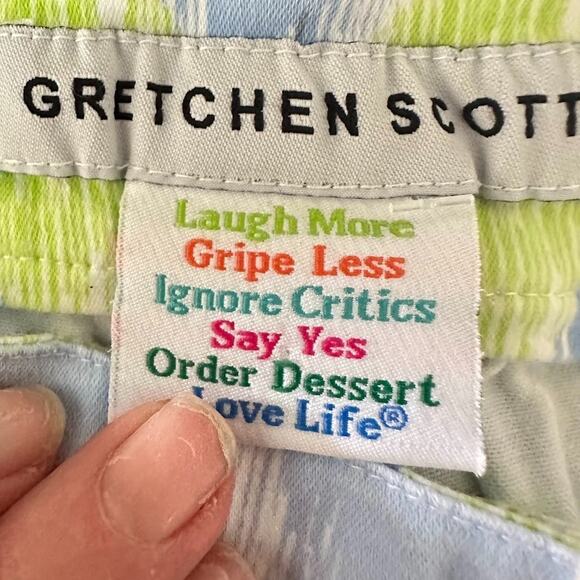 GRETCHEN SCOTT
Laugh More
Gripe Less
Ignore Critics
Say Yes
Order Dessert
Love Life®